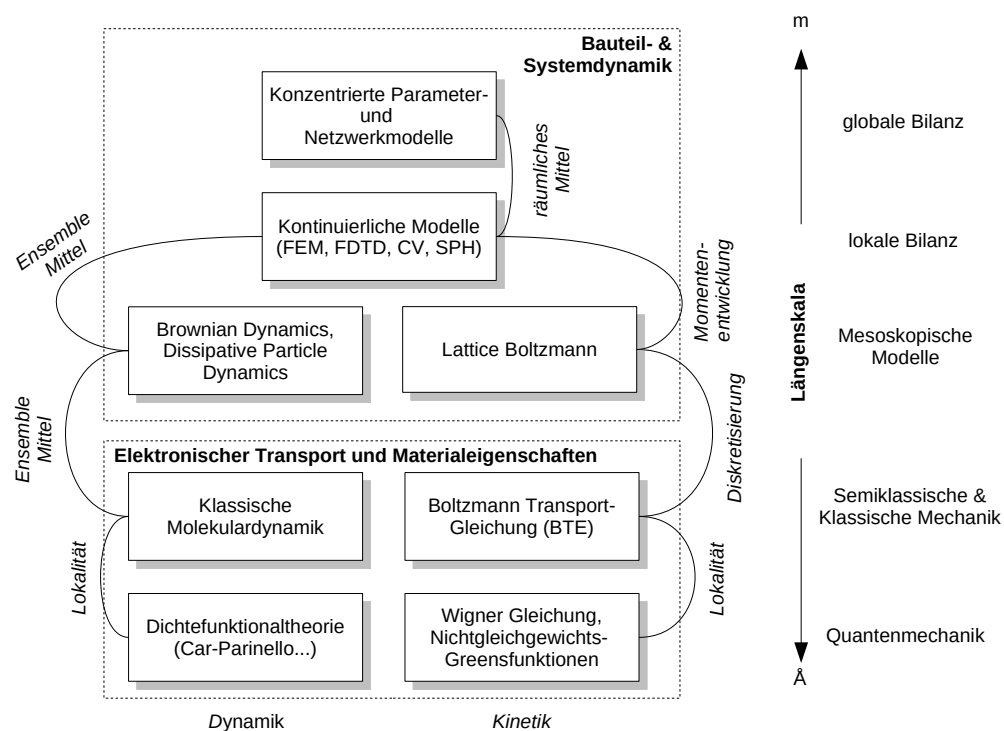 m
Bauteil- &
Systemdynamik
Konzentrierte Parameter-
und
Netzwerkmodelle
globale Bilanz
räumliches
Mittel
Ensemble
Mittel
Kontinuierliche Modelle
(FEM, FDTD, CV, SPH)
lokale Bilanz
Momenten-
entwicklung
Längenskala
Brownian Dynamics,
Dissipative Particle
Dynamics
Lattice Boltzmann
Mesoskopische
Modelle
Ensemble
Mittel
Diskretisierung
Elektronischer Transport und Materialeigenschaften
Klassische
Molekulardynamik
Boltzmann Transport-
Gleichung (BTE)
Semiklassische &
Klassische Mechanik
Lokalität
Lokalität
Dichtefunktionaltheorie
(Car-Parinello...)
Wigner Gleichung,
Nichtgleichgewichts-
Greensfunktionen
Quantenmechanik
Å
Dynamik
Kinetik